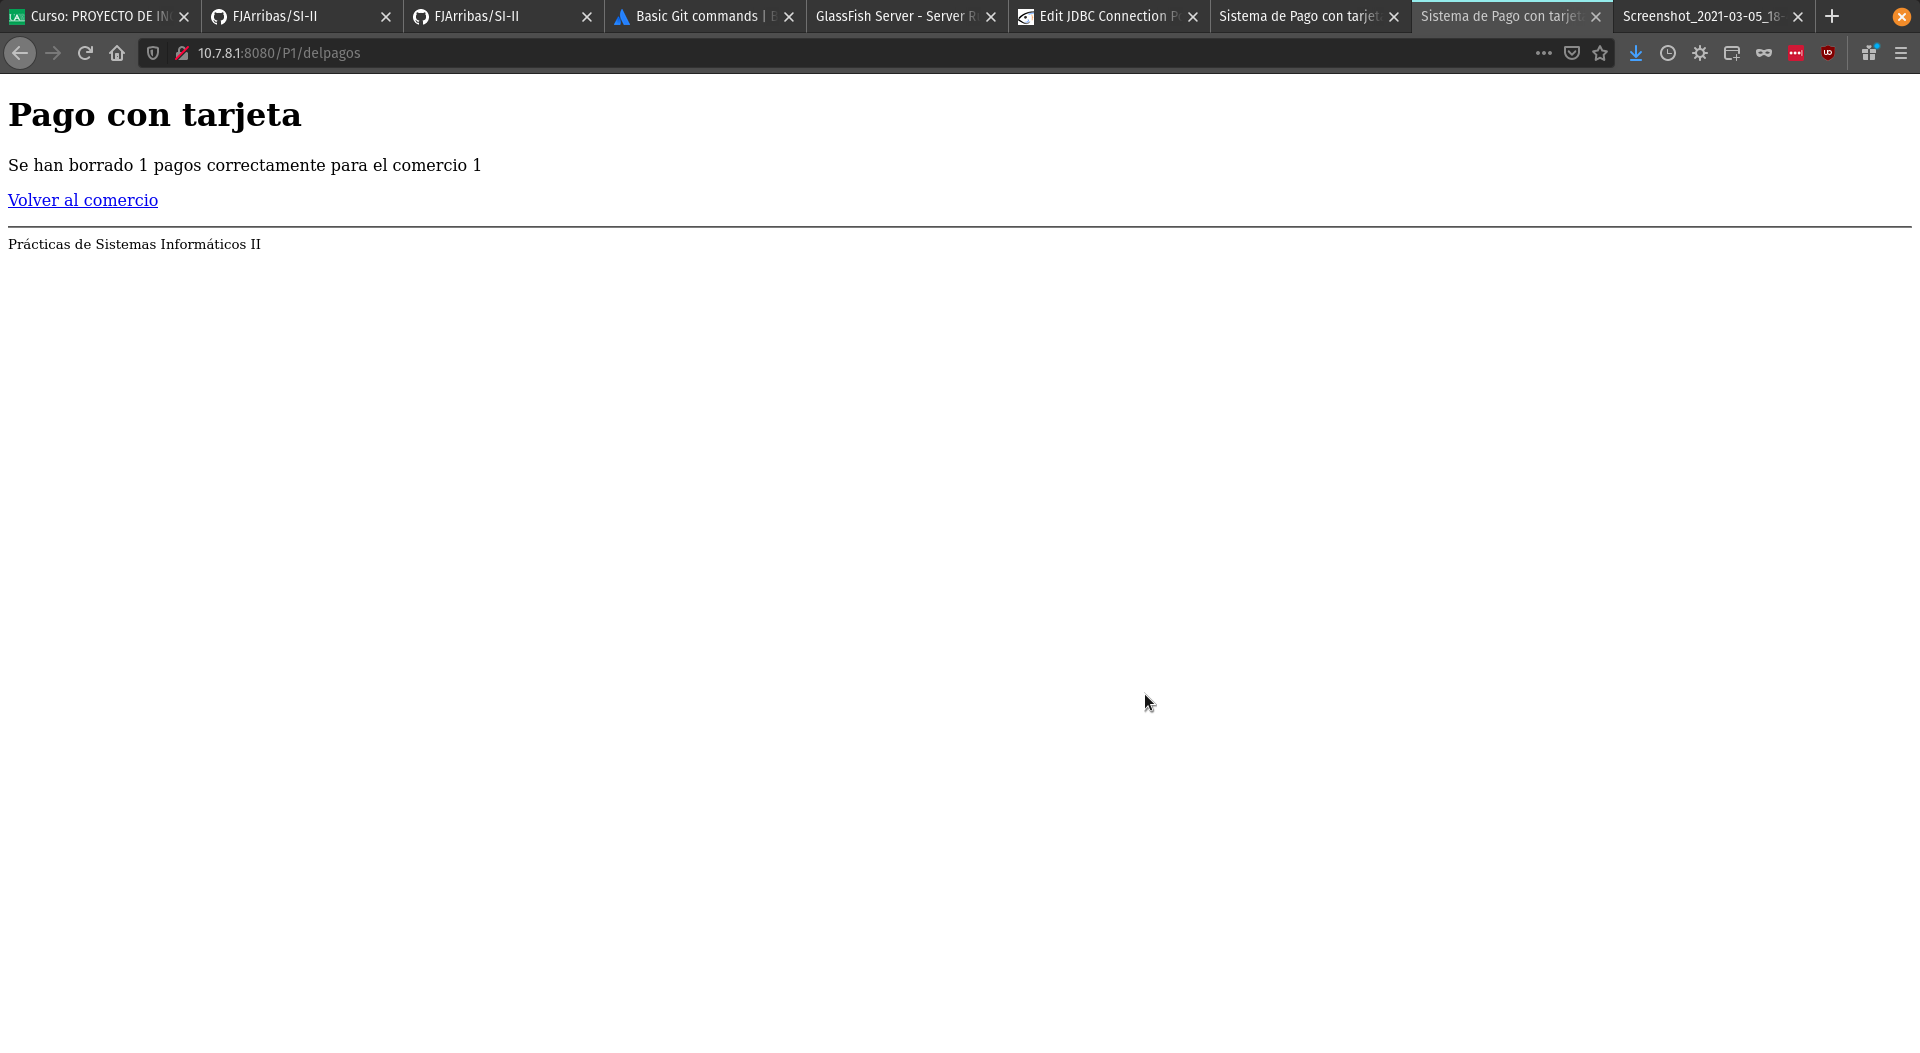 Curso: PROYECTO DE IN
FJArribas/SI-II
FJArribas/SI-II
Basic Git commands |
GlassFish Server - Server
Edit JDBC Connection
Sistema de Pago con tarjet
Sistema de Pago con tarjet
Screenshot_2021-03-05_18-
10.7.8.1:8080/P1/delpagos
Pago con tarjeta
Se han borrado 1 pagos correctamente para el comercio 1
Volver al comercio
Prácticas de Sistemas Informáticos II